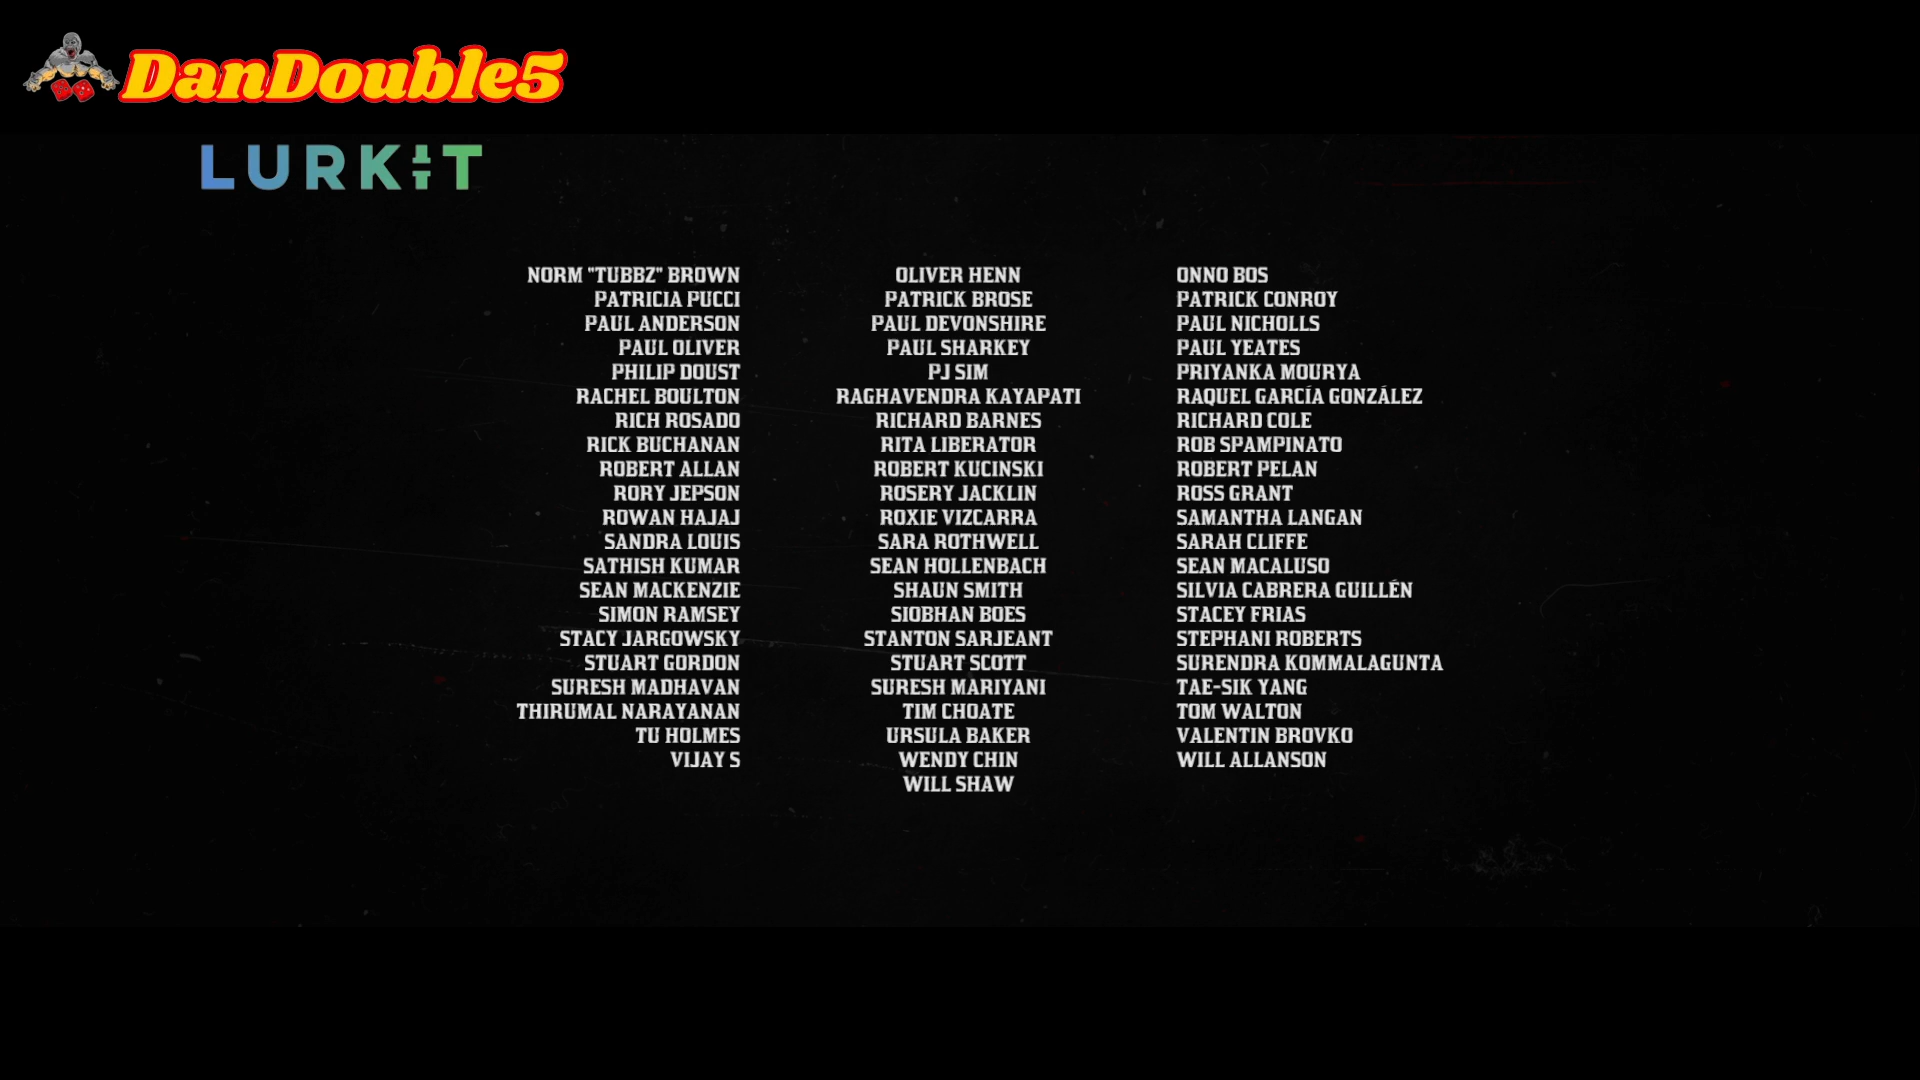 DanDouble5
LURKIT
NORM "TUBBZ" BROWN OLIVER HENN ONNO BOS
PATRICIA PUCCI PATRICK BROSE PATRICK CONROY
PAUL ANDERSON PAUL DEVONSHIRE PAUL NICHOLLS
PAUL OLIVER PAUL SHARKEY PAUL YEATES
PHILIP DOUST PJ SIM PRIYANKA MOURYA
RACHEL BOULTON RAGHAVENDRA KAYAPATI RAQUEL GARCÍA GONZÁLEZ
RICH ROSADO RICHARD BARNES RICHARD COLE
RICK BUCHANAN RITA LIBERATOR ROB SPAMPINATO
ROBERT ALLAN ROBERT KUCINSKI ROBERT PELAN
RORY JEPSON ROSERY JACKLIN ROSS GRANT
ROWAN HAJAJ ROXIE VIZCARRA SAMANTHA LANGAN
SANDRA LOUIS SARA ROTHWELL SARAH CLIFFE
SATHISH KUMAR SEAN HOLLENBACH SEAN MACALUSO
SEAN MACKENZIE SHAUN SMITH SILVIA CABRERA GUILLÉN
SIMON RAMSEY SIOBHAN BOES STACEY FRIAS
STACY JARGOWSKY STANTON SARJEANT STEPHANI ROBERTS
STUART GORDON STUART SCOTT SURENDRA KOMMALAGUNTA
SURESH MADHAVAN SURESH MARIYANI TAE-SIK YANG
THIRUMAL NARAYANAN TIM CHOATE TOM WALTON
TU HOLMES URSULA BAKER VALENTIN BROVKO
VIJAY S WENDY CHIN WILL ALLANSON
WILL SHAW